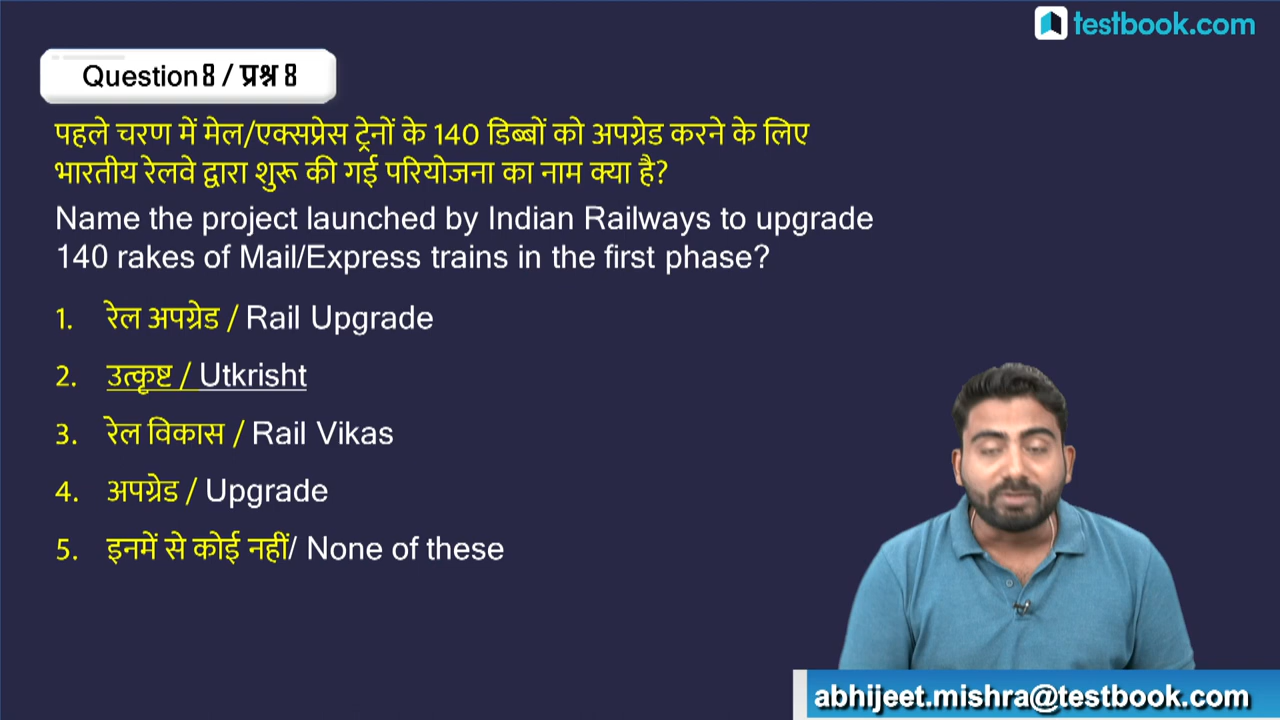 testbook.com
Question 8 / प्रश्न 8
पहले चरण में मेल/एक्सप्रेस ट्रेनों के 140 डिब्बों को अपग्रेड करने के लिए
भारतीय रेलवे द्वारा शुरू की गई परियोजना का नाम क्या है?
Name the project launched by Indian Railways to upgrade
140 rakes of Mail/Express trains in the first phase?
1. रेल अपग्रेड / Rail Upgrade
2. उत्कृष्ट / Utkrisht
3. रेल विकास / Rail Vikas
4. अपग्रेड / Upgrade
5. इनमें से कोई नहीं/ None of these
abhijeet.mishra@testbook.com